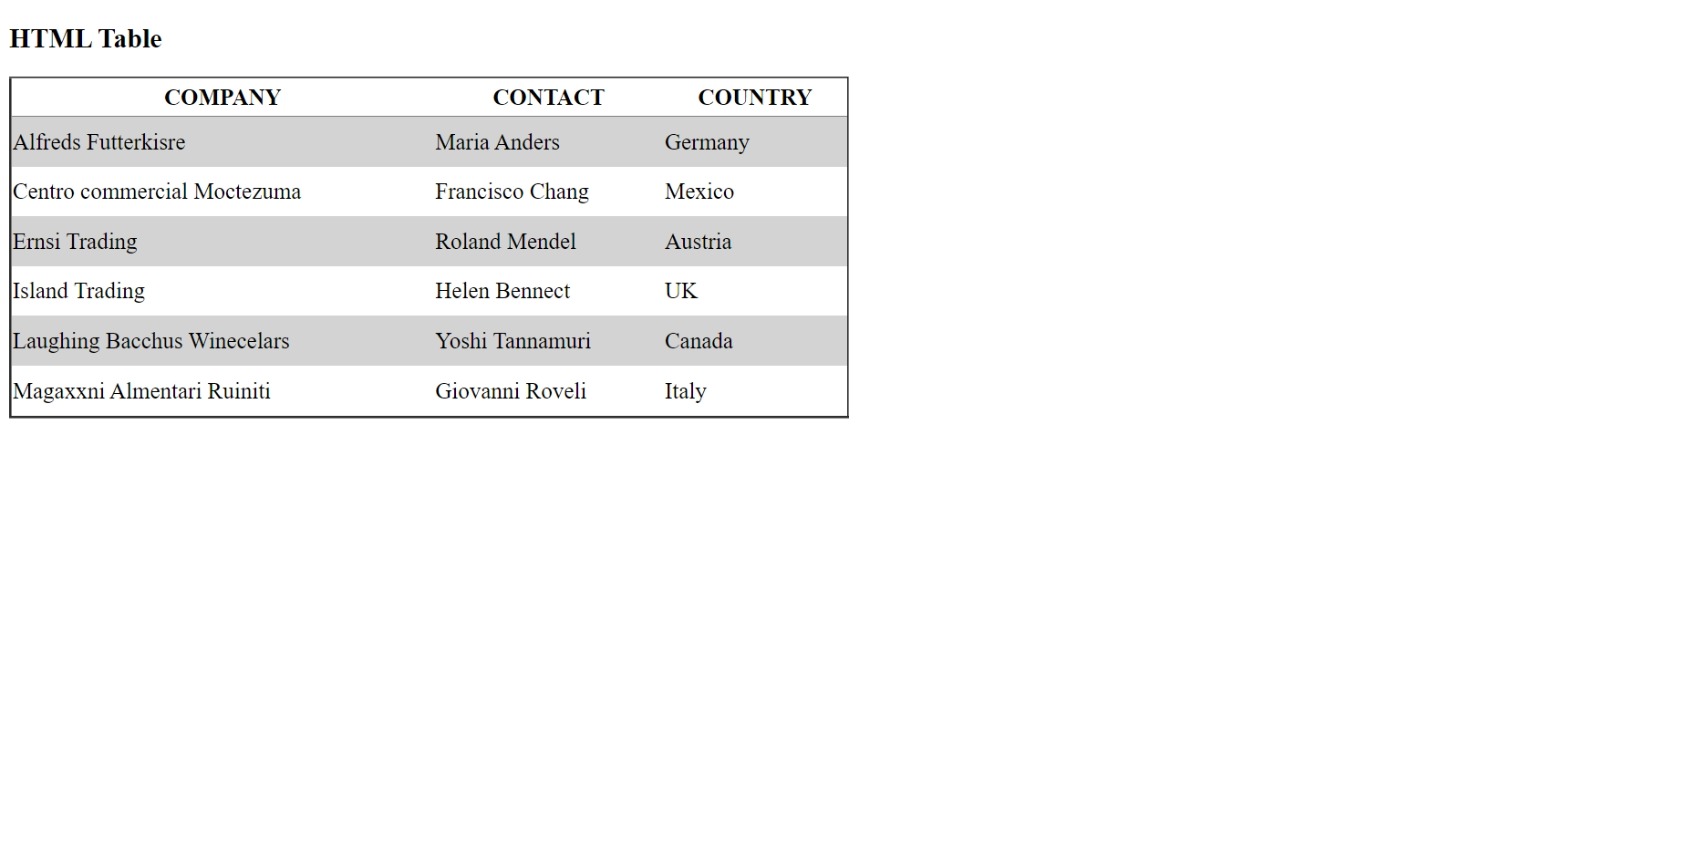 HTML Table
COMPANY CONTACT COUNTRY
Alfreds Futterkisre Maria Anders Germany
Centro commercial Moctezuma Francisco Chang Mexico
Ernsi Trading Roland Mendel Austria
Island Trading Helen Bennect UK
Laughing Bacchus Winecelars Yoshi Tannamuri Canada
Magaxxni Almentari Ruiniti Giovanni Roveli Italy